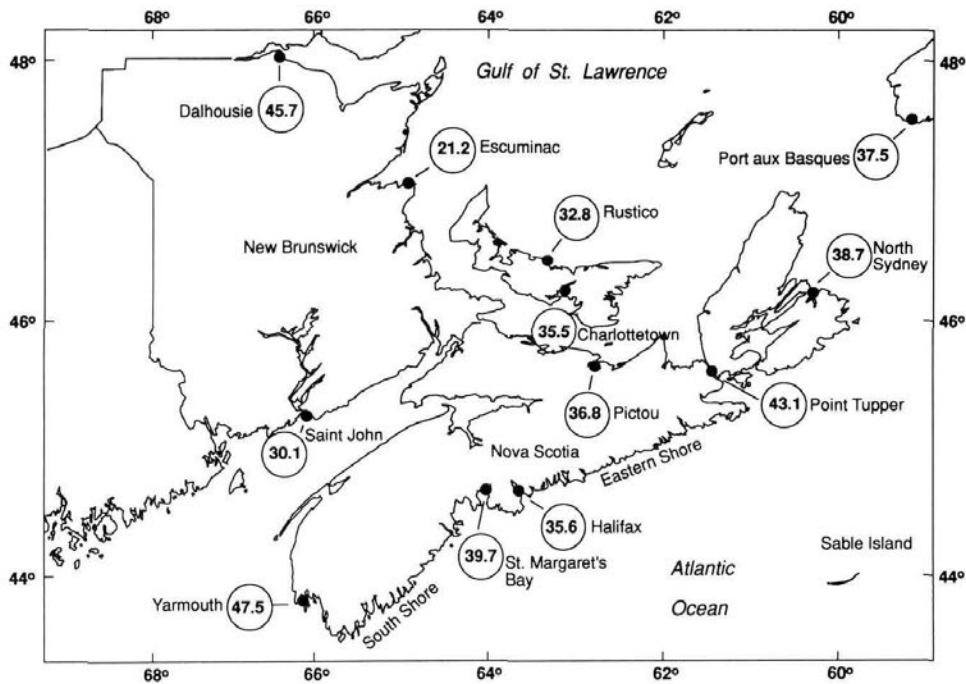 68°
66°
64°
62°
60°
48°
48°
Gulf of St. Lawrence
Dalhousie
45.7
Port aux Basques
37.5
21.2
Escuminac
32.8
Rustico
New Brunswick
38.7
North
Sydney
46°
46°
35.5
Charlottetown
36.8
Pictou
43.1
Point Tupper
Saint John
30.1
Nova Scotia
Eastern Shore
35.6
Halifax
39.7
St. Margaret's
Bay
Sable Island
Atlantic
Ocean
44°
44°
Yarmouth
47.5
South Shore
68°
66°
64°
62°
60°